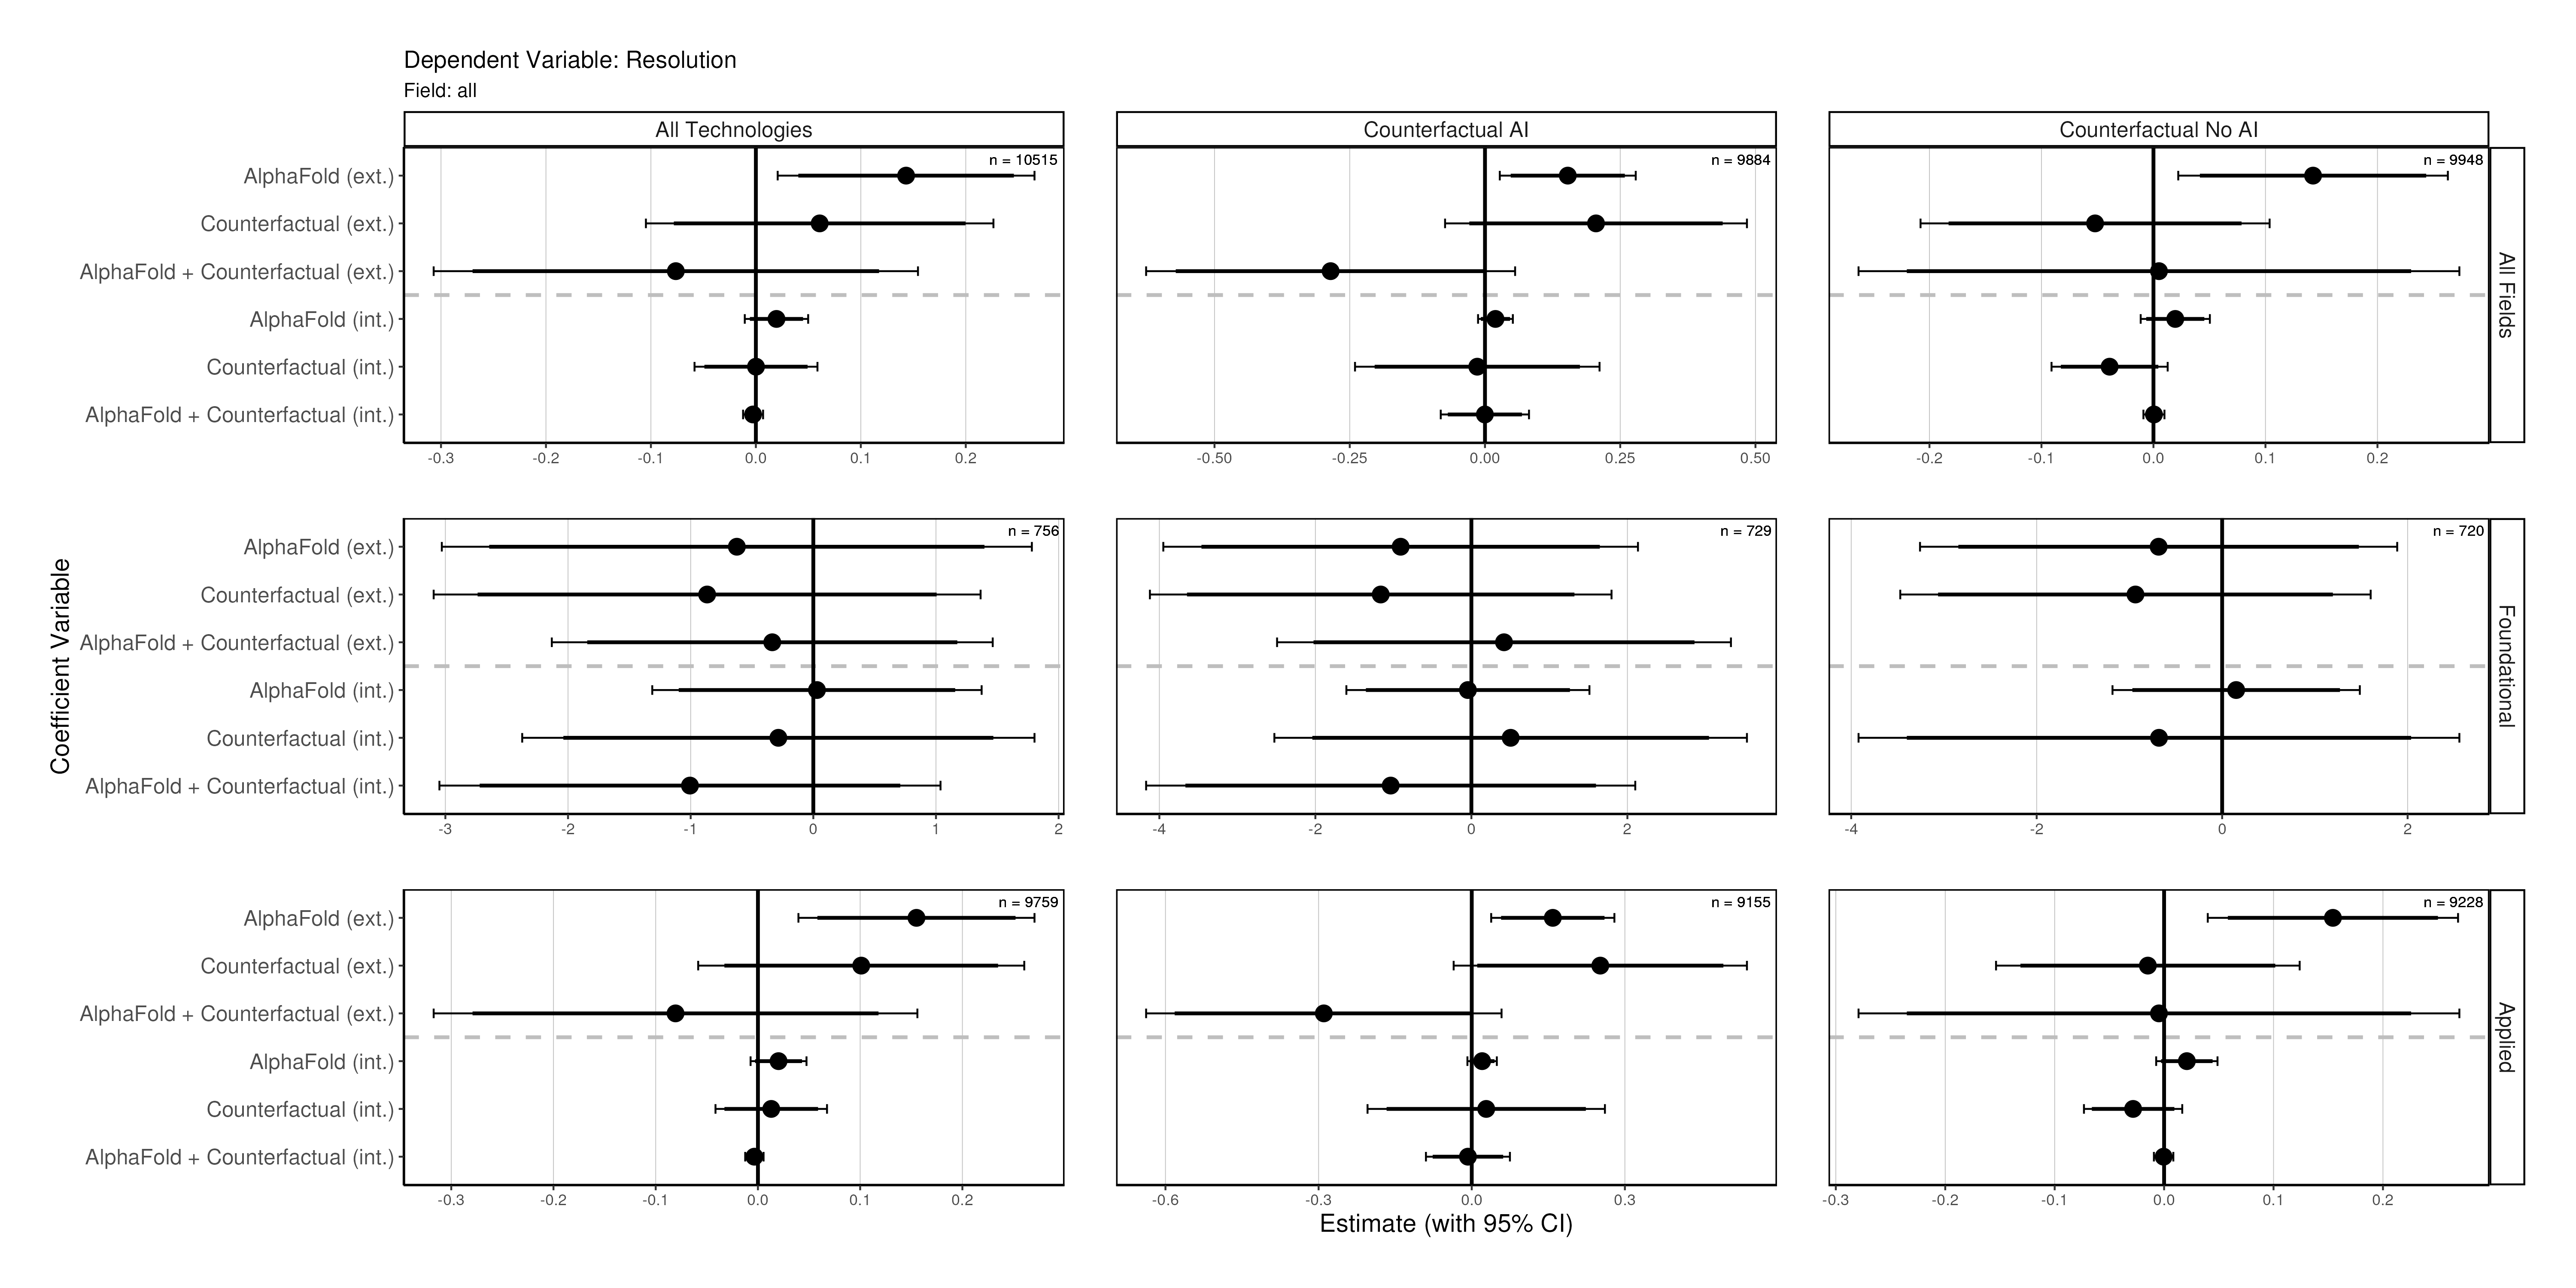 Dependent Variable: Resolution
Field: all
All Technologies
Counterfactual AI
Counterfactual No AI
n = 10515
n = 9884
n = 9948
AlphaFold (ext.)
Counterfactual (ext.)
AlphaFold + Counterfactual (ext.)
AlphaFold (int.)
Counterfactual (int.)
AlphaFold + Counterfactual (int.)
All Fields
-0.3 -0.2 -0.1 0.0 0.1 0.2
-0.50 -0.25 0.00 0.25 0.50
-0.2 -0.1 0.0 0.1 0.2
Coefficient Variable
n = 756
n = 729
n = 720
AlphaFold (ext.)
Counterfactual (ext.)
AlphaFold + Counterfactual (ext.)
AlphaFold (int.)
Counterfactual (int.)
AlphaFold + Counterfactual (int.)
Foundational
-3 -2 -1 0 1 2
-4 -2 0 2
-4 -2 0 2
n = 9759
n = 9155
n = 9228
AlphaFold (ext.)
Counterfactual (ext.)
AlphaFold + Counterfactual (ext.)
AlphaFold (int.)
Counterfactual (int.)
AlphaFold + Counterfactual (int.)
Applied
-0.3 -0.2 -0.1 0.0 0.1 0.2
-0.6 -0.3 0.0 0.3
-0.3 -0.2 -0.1 0.0 0.1 0.2
Estimate (with 95% CI)